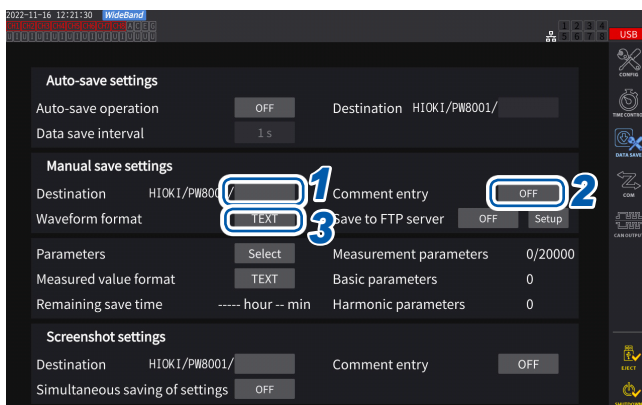 2022-11-16 12:21:30 WideBand
1 2 3 4
5 6 7 8
USB
CONFIG
Auto-save settings
Auto-save operation OFF Destination HIOKI/PW8001/
TIME CONTROL
Data save interval 1 s
DATA SAVE
Manual save settings
Destination HIOKI/PW8001/ 1 Comment entry OFF 2
COM
Waveform format TEXT 3 Save to FTP server OFF Setup
CAN OUTPUT
Parameters Select Measurement parameters 0/20000
Measured value format TEXT Basic parameters 0
Remaining save time ----- hour -- min Harmonic parameters 0
Screenshot settings
Destination HIOKI/PW8001/ Comment entry OFF
EJECT
Simultaneous saving of settings OFF
SHUTDOWN